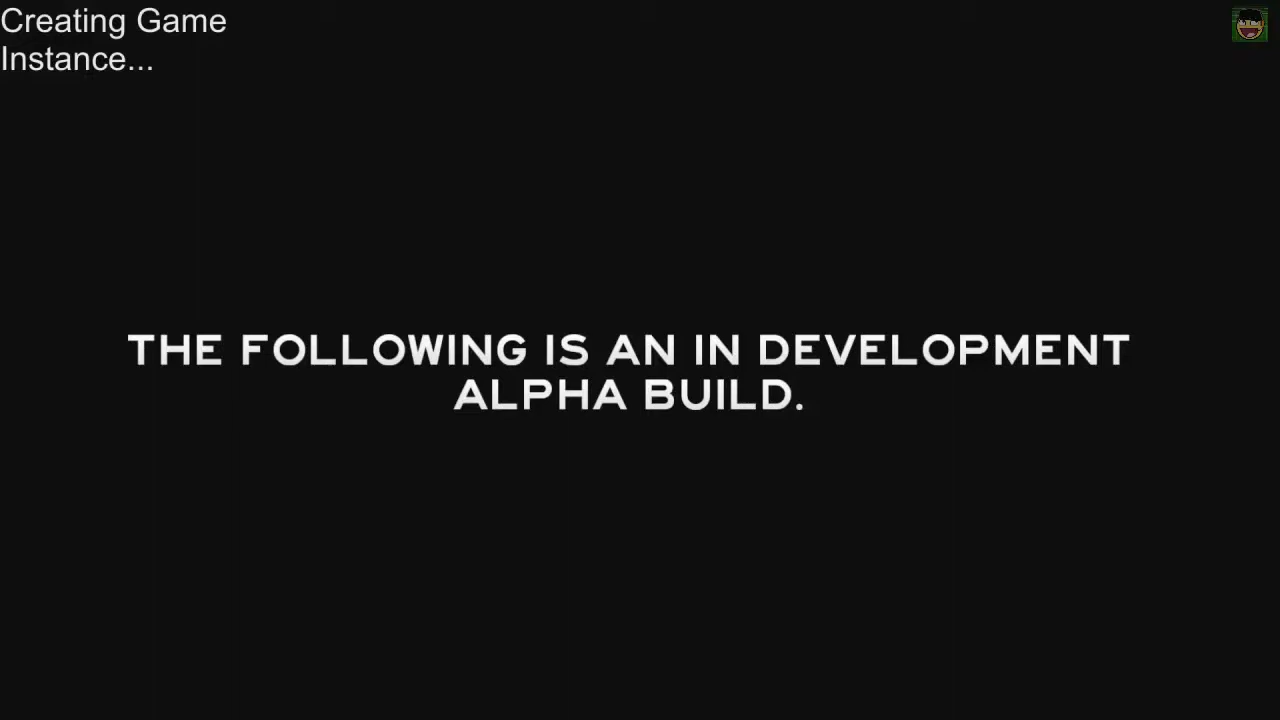 Creating Game
Instance...
THE FOLLOWING IS AN IN DEVELOPMENT
ALPHA BUILD.